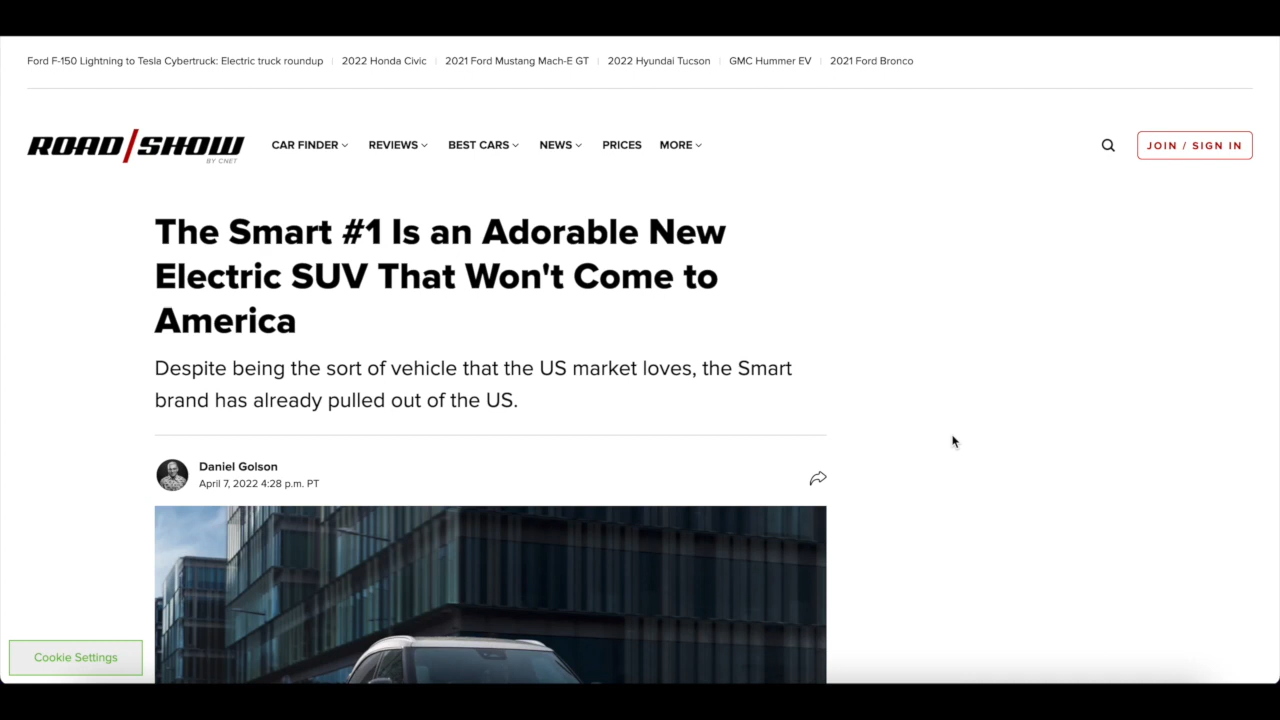 Ford F-150 Lightning to Tesla Cybertruck: Electric truck roundup 2022 Honda Civic 2021 Ford Mustang Mach-E GT 2022 Hyundai Tucson GMC Hummer EV 2021 Ford Bronco
ROAD/SHOW
BY CNET
CAR FINDER REVIEWS BEST CARS NEWS PRICES MORE
JOIN / SIGN IN
The Smart #1 Is an Adorable New
Electric SUV That Won't Come to
America
Despite being the sort of vehicle that the US market loves, the Smart
brand has already pulled out of the US.
Daniel Golson
April 7, 2022 4:28 p.m. PT
Cookie Settings